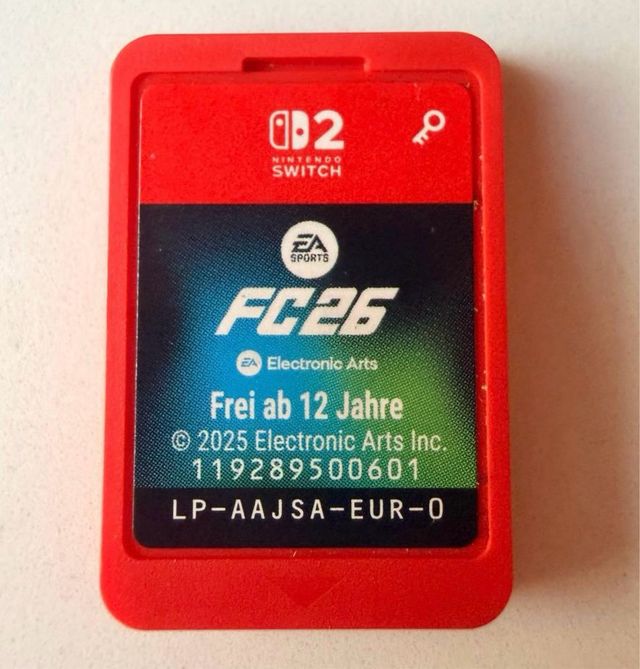 2
NINTENDO
SWITCH
EA
SPORTS
FC26
EA Electronic Arts
Frei ab 12 Jahre
© 2025 Electronic Arts Inc.
119289500601
LP-AAJSA-EUR-0